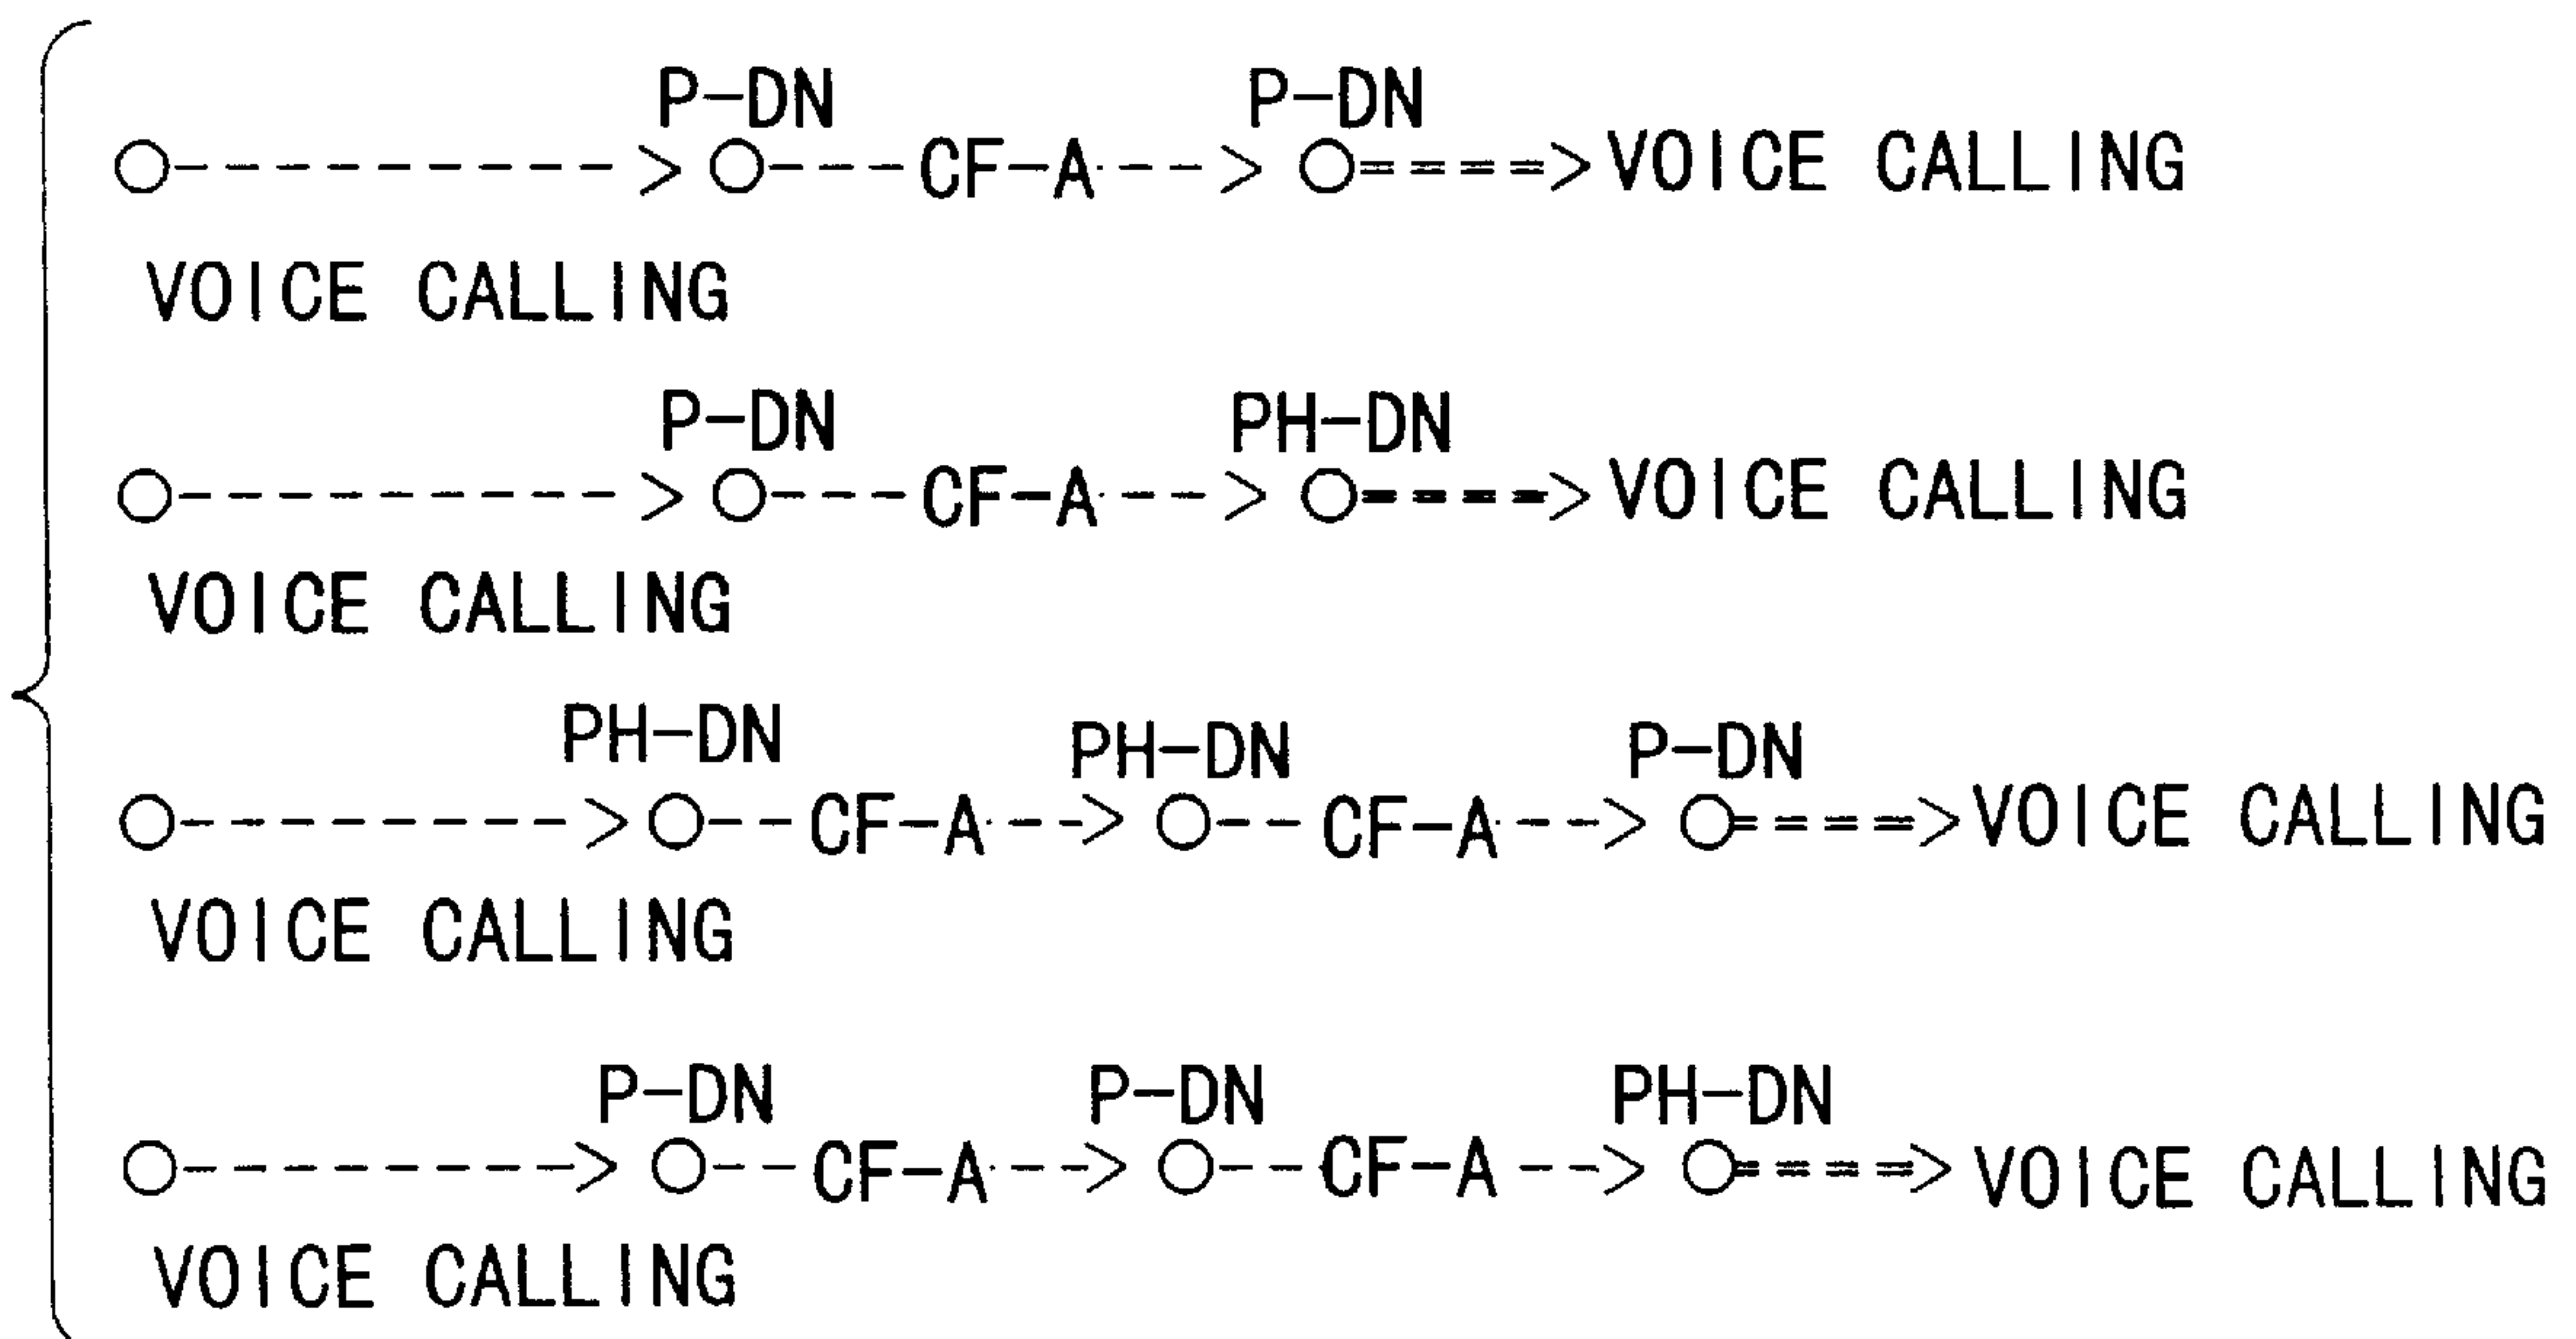 P-DN P-DN
CF-A VOICE CALLING
VOICE CALLING
P-DN PH-DN
CF-A VOICE CALLING
VOICE CALLING
PH-DN PH-DN P-DN
CF-A CF-A VOICE CALLING
VOICE CALLING
P-DN P-DN PH-DN
CF-A CF-A VOICE CALLING
VOICE CALLING